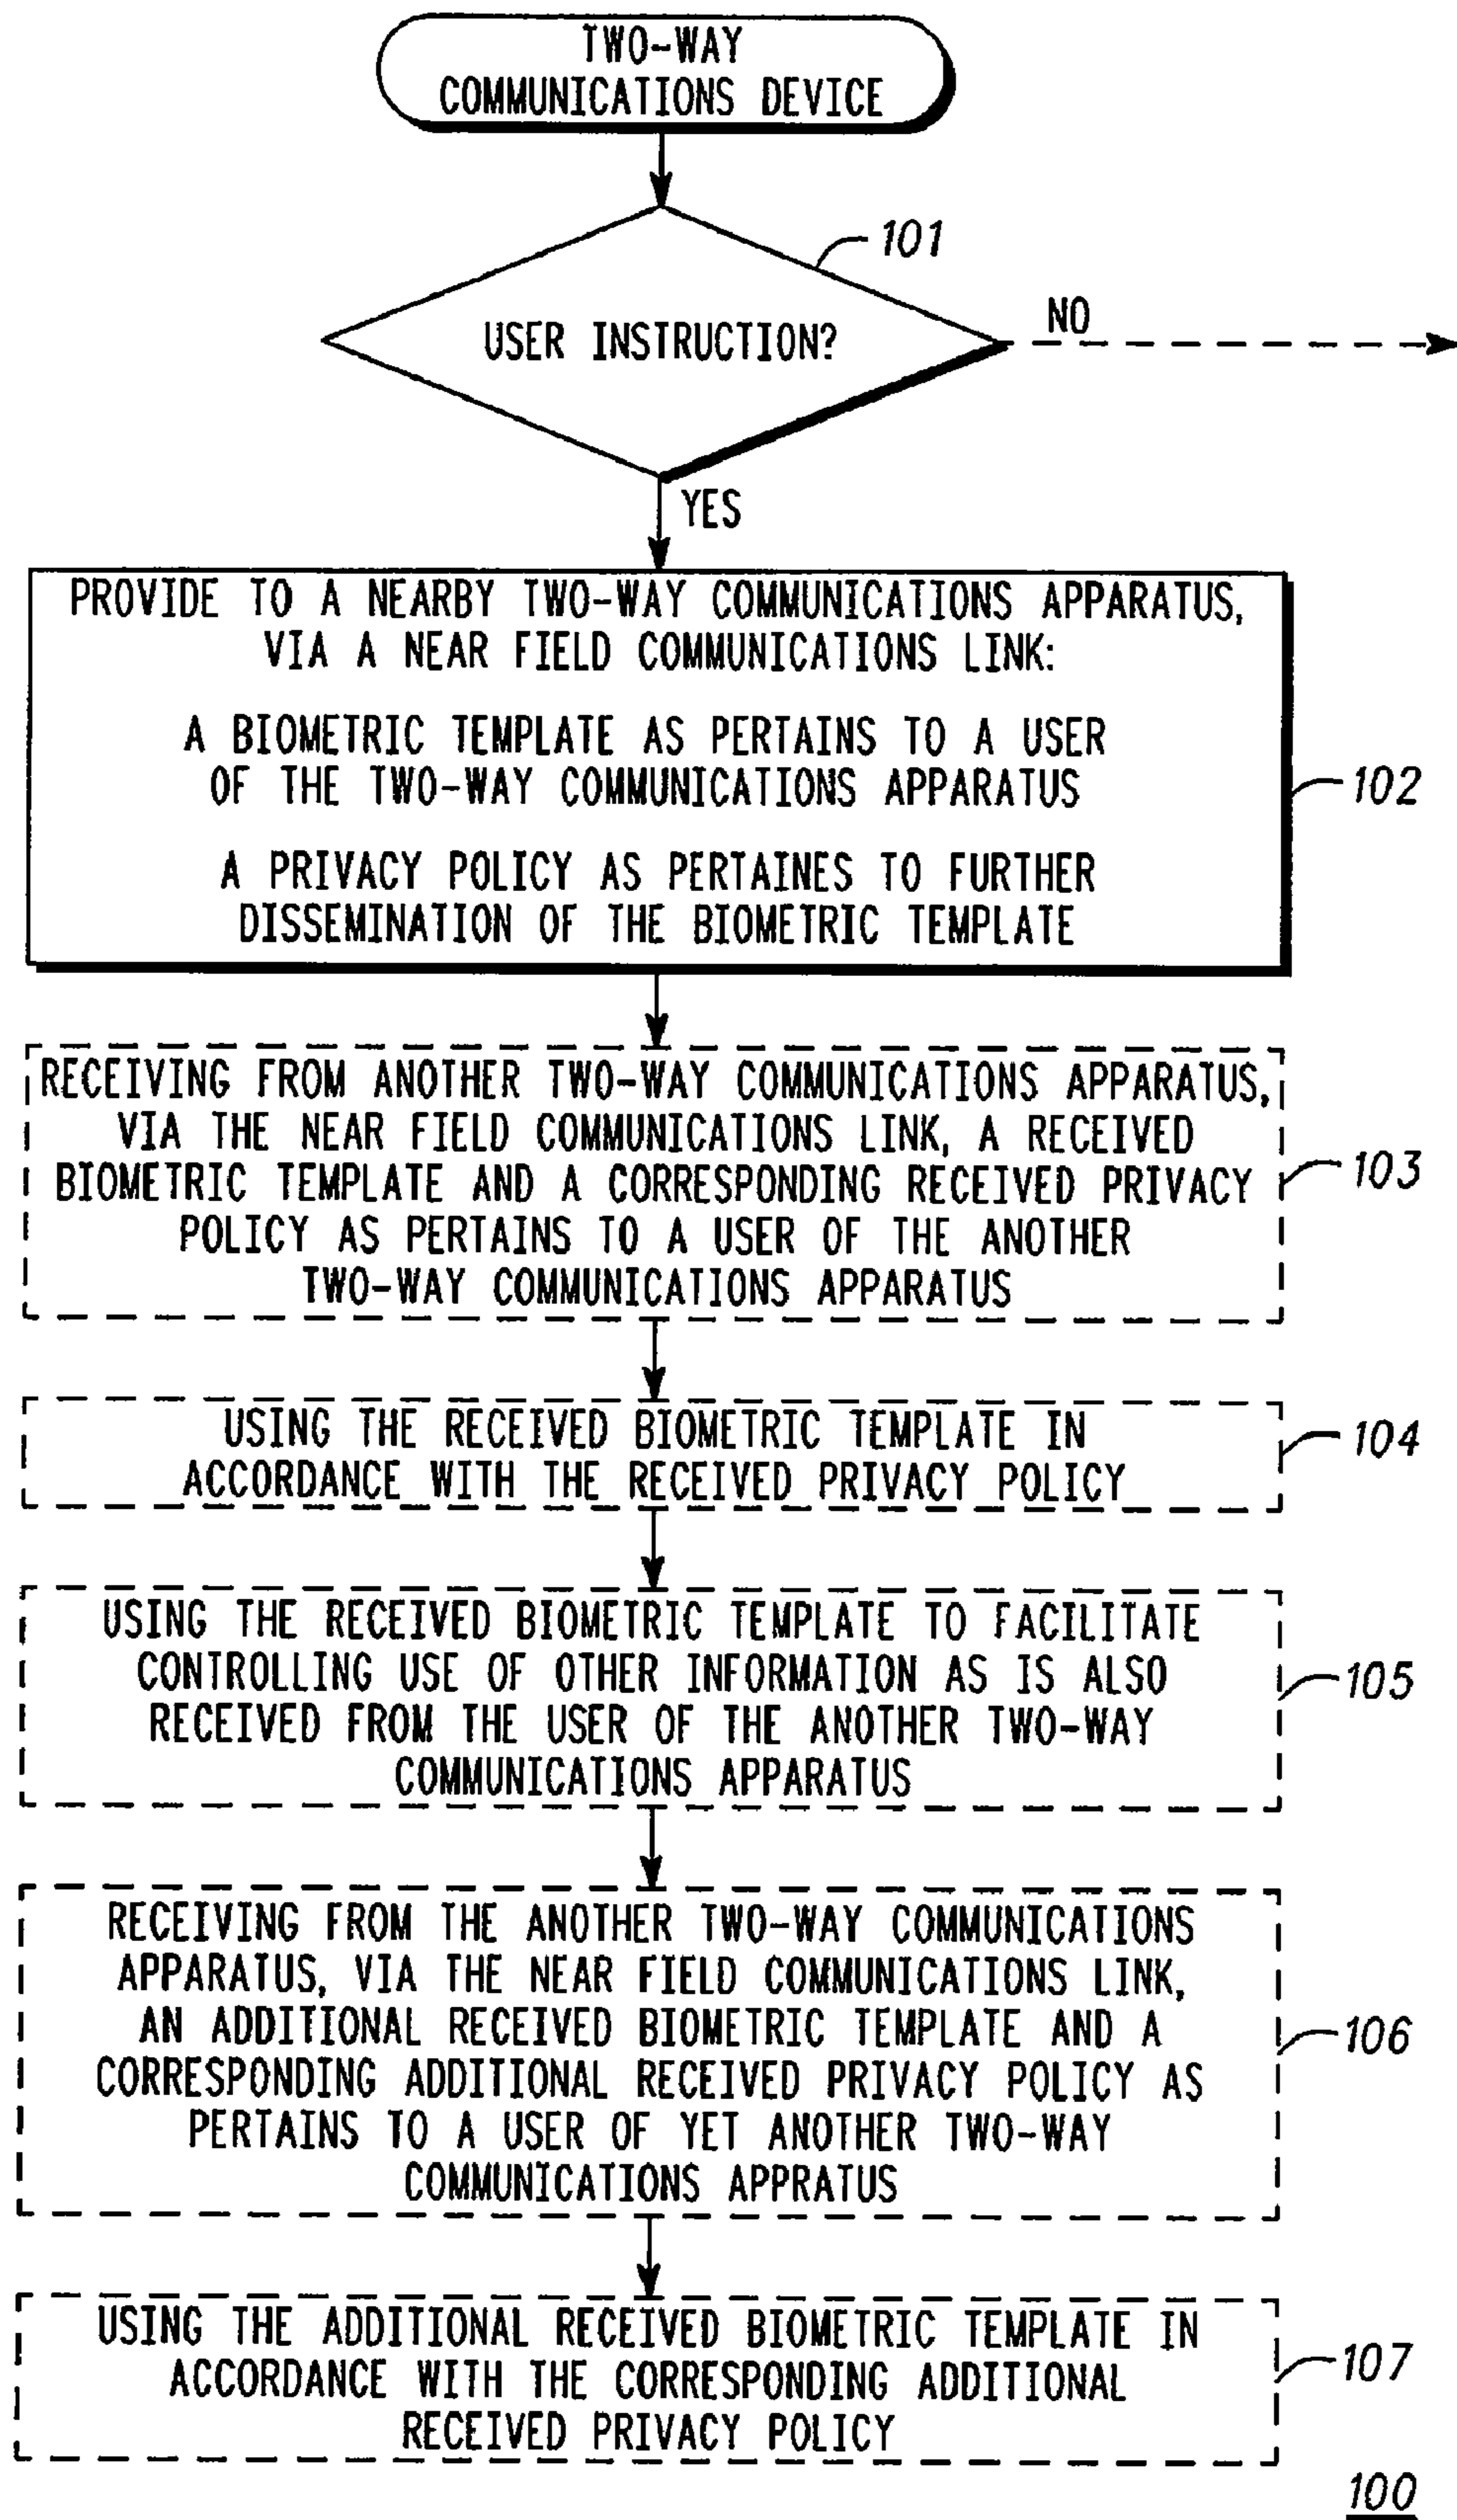 TWO-WAY
COMMUNICATIONS DEVICE
101
USER INSTRUCTION?
NO
YES
PROVIDE TO A NEARBY TWO-WAY COMMUNICATIONS APPARATUS,
VIA A NEAR FIELD COMMUNICATIONS LINK:
A BIOMETRIC TEMPLATE AS PERTAINS TO A USER
OF THE TWO-WAY COMMUNICATIONS APPARATUS
A PRIVACY POLICY AS PERTAINES TO FURTHER
DISSEMINATION OF THE BIOMETRIC TEMPLATE
102
RECEIVING FROM ANOTHER TWO-WAY COMMUNICATIONS APPARATUS,
VIA THE NEAR FIELD COMMUNICATIONS LINK, A RECEIVED
BIOMETRIC TEMPLATE AND A CORRESPONDING RECEIVED PRIVACY
POLICY AS PERTAINS TO A USER OF THE ANOTHER
TWO-WAY COMMUNICATIONS APPARATUS
103
USING THE RECEIVED BIOMETRIC TEMPLATE IN
ACCORDANCE WITH THE RECEIVED PRIVACY POLICY
104
USING THE RECEIVED BIOMETRIC TEMPLATE TO FACILITATE
CONTROLLING USE OF OTHER INFORMATION AS IS ALSO
RECEIVED FROM THE USER OF THE ANOTHER TWO-WAY
COMMUNICATIONS APPARATUS
105
RECEIVING FROM THE ANOTHER TWO-WAY COMMUNICATIONS
APPARATUS, VIA THE NEAR FIELD COMMUNICATIONS LINK,
AN ADDITIONAL RECEIVED BIOMETRIC TEMPLATE AND A
CORRESPONDING ADDITIONAL RECEIVED PRIVACY POLICY AS
PERTAINS TO A USER OF YET ANOTHER TWO-WAY
COMMUNICATIONS APPRATUS
106
USING THE ADDITIONAL RECEIVED BIOMETRIC TEMPLATE IN
ACCORDANCE WITH THE CORRESPONDING ADDITIONAL
RECEIVED PRIVACY POLICY
107
100